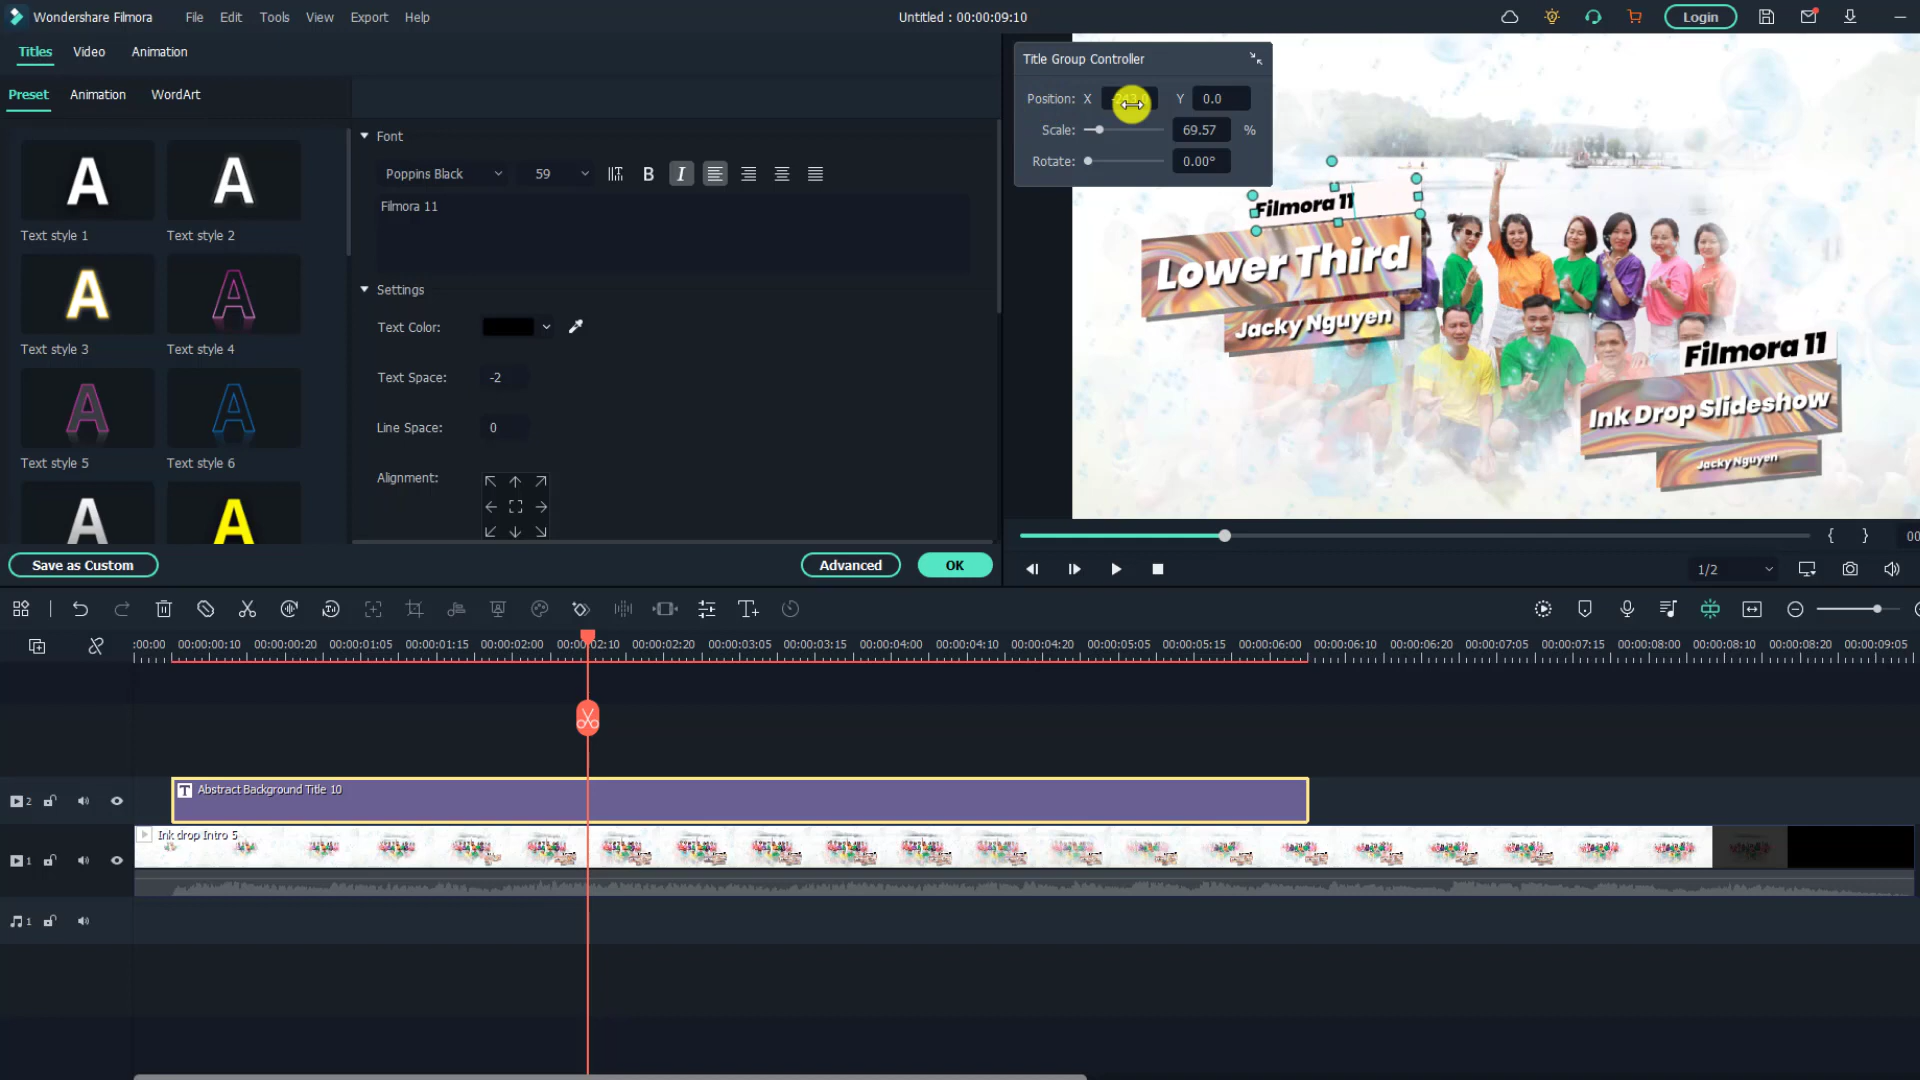 Wondershare Filmora File Edit Tools View Export Help Untitled : 00:00:09:10 Login
Titles Video Animation
Preset Animation WordArt
A A
Text style 1 Text style 2
A A
Text style 3 Text style 4
A A
Text style 5 Text style 6
A A
Font
Poppins Black 59 B I
Filmora 11
Settings
Text Color:
Text Space: -2
Line Space: 0
Alignment:
Save as Custom Advanced OK
Title Group Controller
Position: X Y 0.0
Scale: 69.57 %
Rotate: 0.00°
Filmora 11
Lower Third
Jacky Nguyen
Filmora 11
Ink Drop Slideshow
Jacky Nguyen
{ } 00
1/2
:00:00 00:00:00:10 00:00:00:20 00:00:01:05 00:00:01:15 00:00:02:00 00:00:02:10 00:00:02:20 00:00:03:05 00:00:03:15 00:00:04:00 00:00:04:10 00:00:04:20 00:00:05:05 00:00:05:15 00:00:06:00 00:00:06:10 00:00:06:20 00:00:07:05 00:00:07:15 00:00:08:00 00:00:08:10 00:00:08:20 00:00:09:05
2 T Abstract Background Title 10
Ink drop Intro 5
1
1